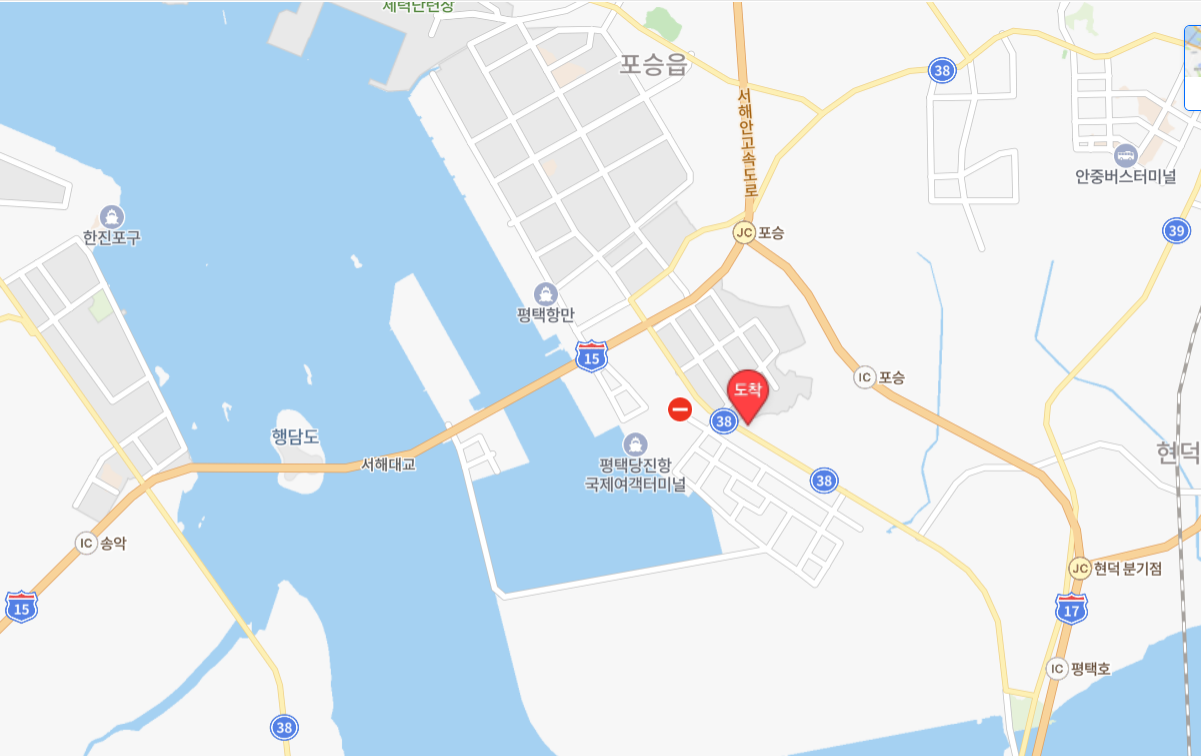 포승읍
38
서해안고속도로
안중버스터미널
한진포구
39
JC 포승
평택항만
15
IC 포승
도착
38
행담도
현덕
서해대교
평택당진항
국제여객터미널
38
IC 송악
JC 현덕 분기점
15
17
IC 평택호
38